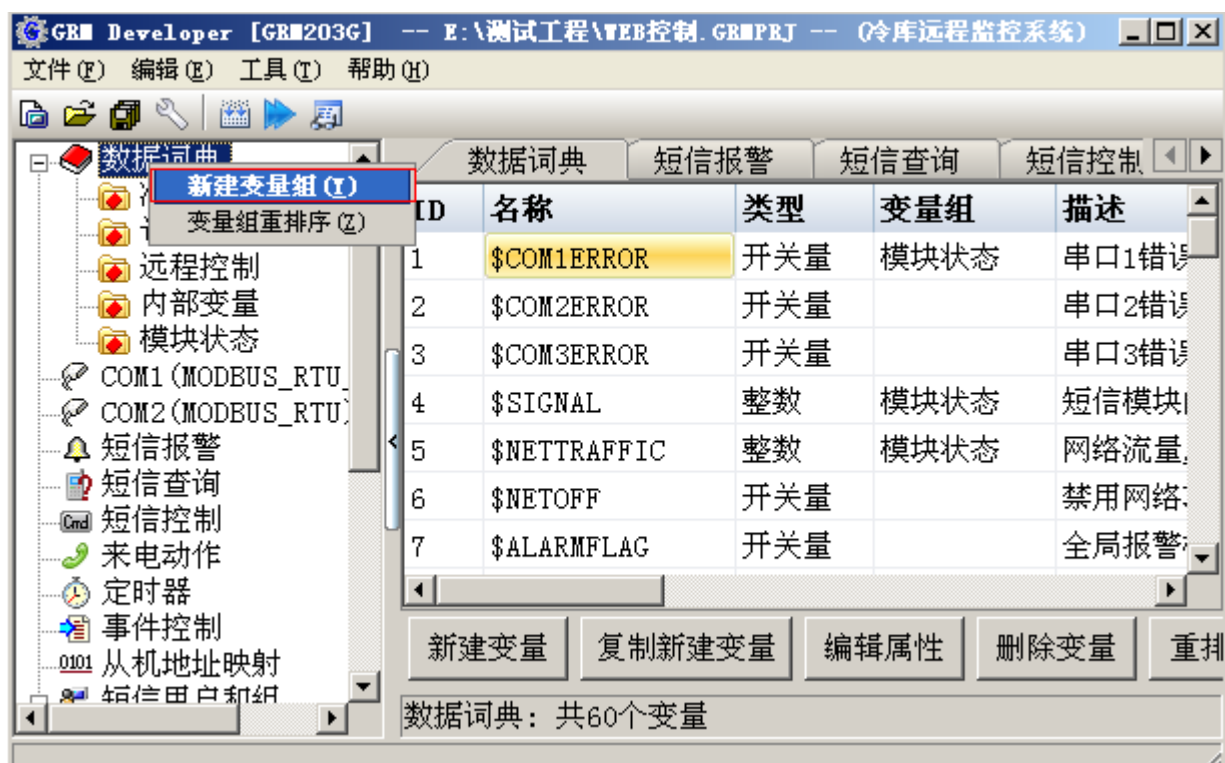 GRM Developer [GRM203G] -- E:\测试工程\WEB控制.GRMPRJ -- (冷库远程监控系统)
文件(F) 编辑(E) 工具(T) 帮助(H)
数据词典
新建变量组(Y)
变量组重排序(Z)
远程控制
内部变量
模块状态
COM1(MODBUS_RTU_
COM2(MODBUS_RTU)
短信报警
短信查询
Cmd 短信控制
来电动作
定时器
事件控制
0101 从机地址映射
短信用户和组
数据词典 短信报警 短信查询 短信控制
ID 名称 类型 变量组 描述
1 $COM1ERROR 开关量 模块状态 串口1错误
2 $COM2ERROR 开关量 串口2错误
3 $COM3ERROR 开关量 串口3错误
4 $SIGNAL 整数 模块状态 短信模块
5 $NETTRAFFIC 整数 模块状态 网络流量
6 $NETOFF 开关量 禁用网络
7 $ALARMFLAG 开关量 全局报警
新建变量 复制新建变量 编辑属性 删除变量 重排
数据词典: 共60个变量